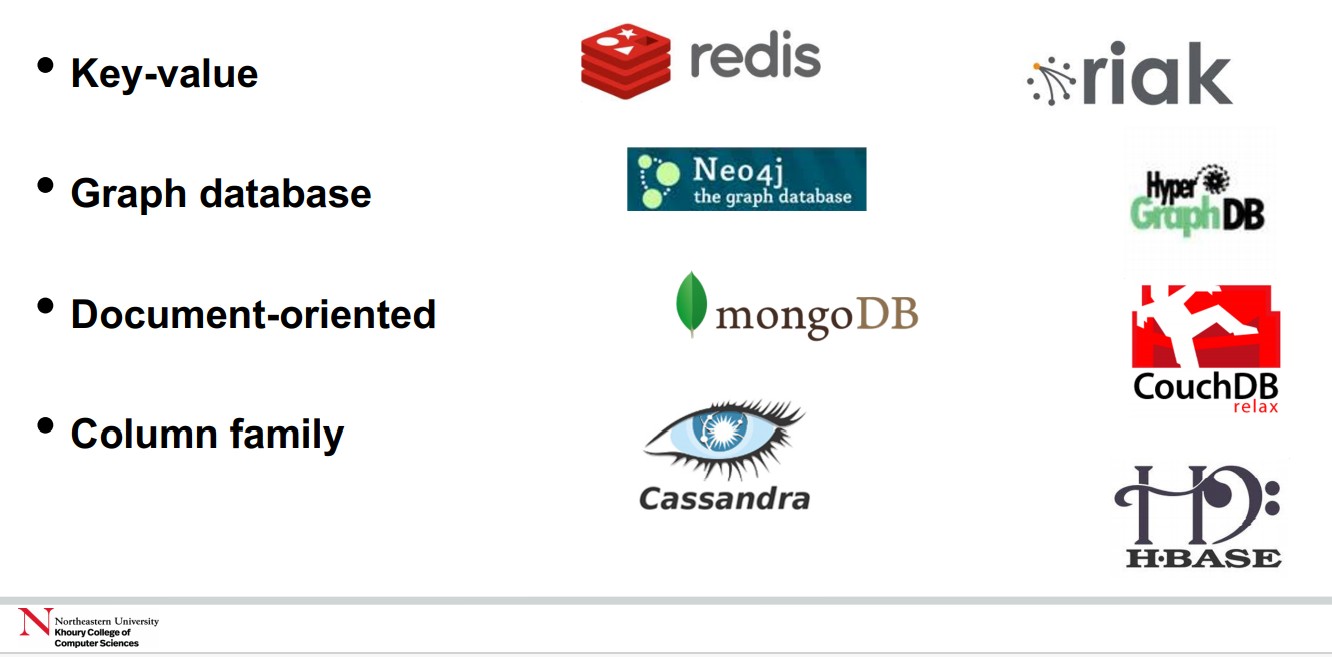 • Key-value
redis
riak
• Graph database
Neo4j
the graph database
Hyper
GraphDB
• Document-oriented
mongoDB
CouchDB
relax
• Column family
Cassandra
H·BASE
N Northeastern University
Khoury College of
Computer Sciences